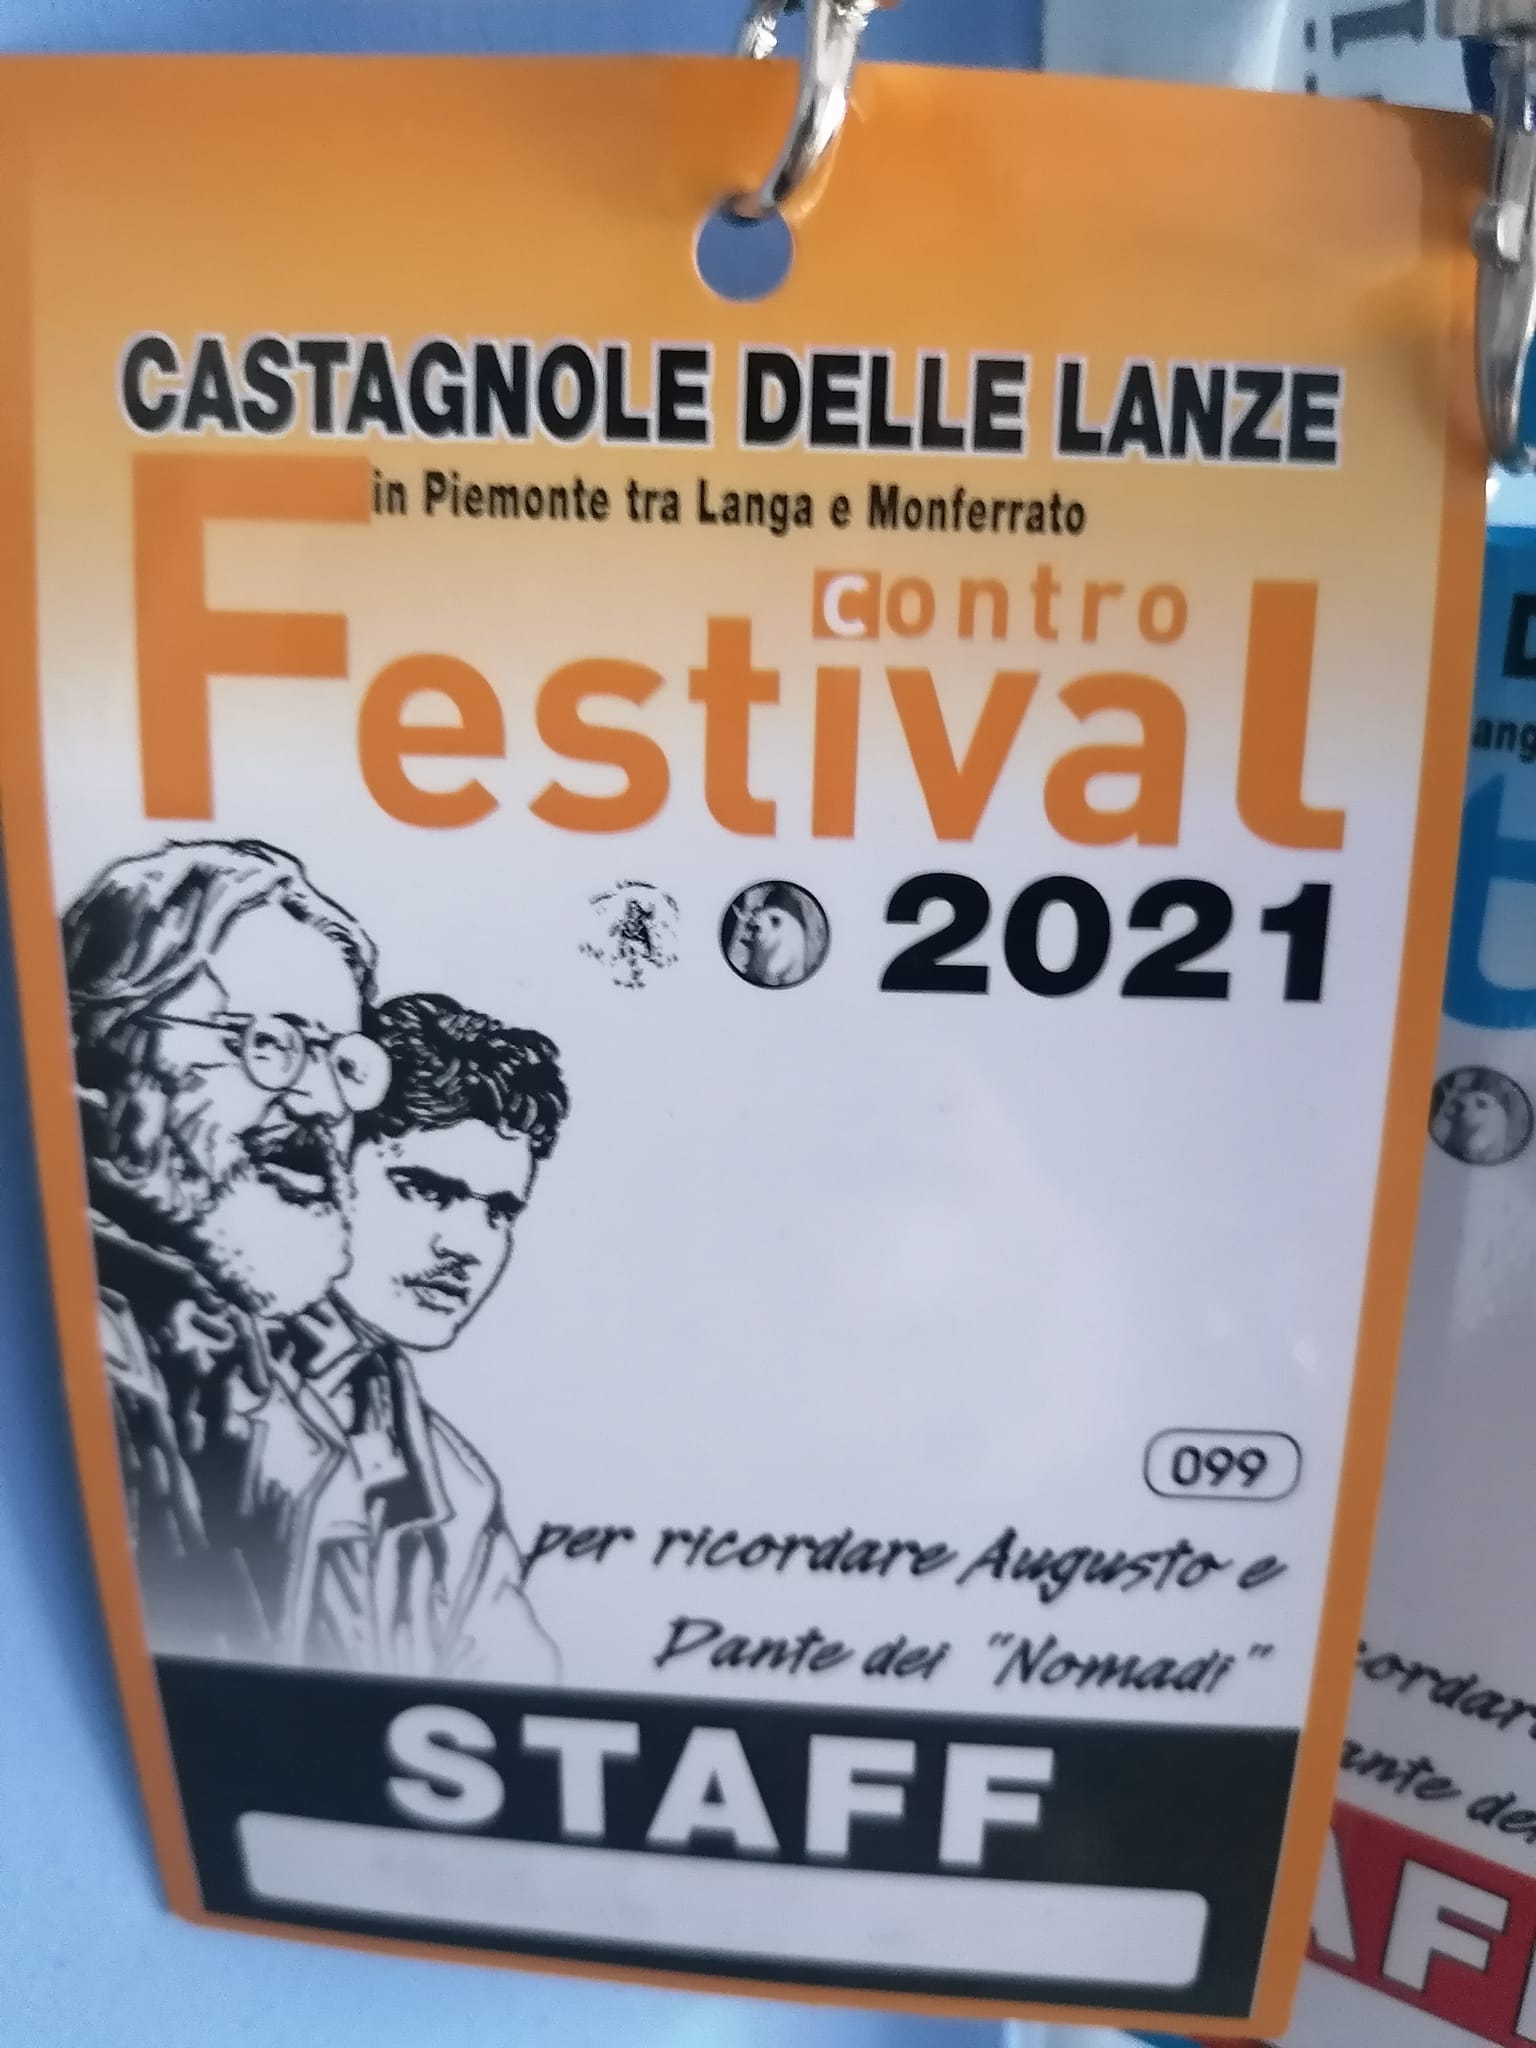 CASTAGNOLE DELLE LANZE
in Piemonte tra Langa e Monferrato
contro
Festival
2021
099
per ricordare Augusto e
Dante dei "Nomadi"
STAFF